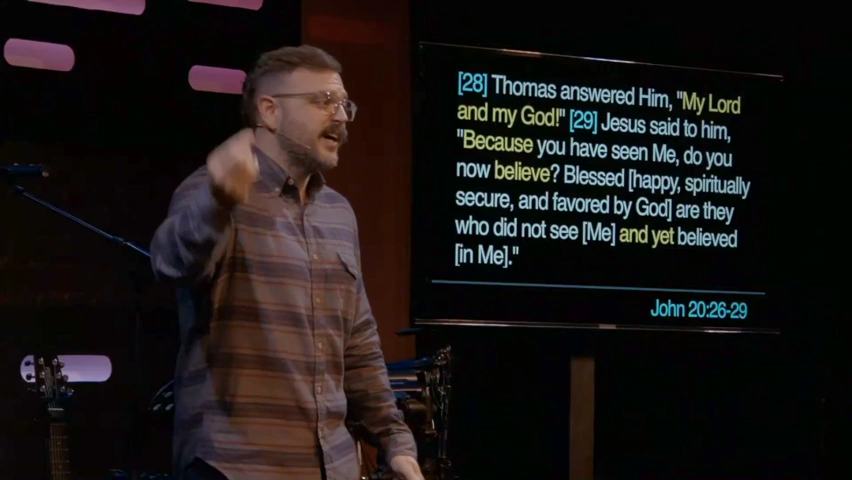 [28] Thomas answered Him, "My Lord
and my God!" [29] Jesus said to him,
"Because you have seen Me, do you
now believe? Blessed [happy, spiritually
secure, and favored by God] are they
who did not see [Me] and yet believed
[in Me]."
John 20:26-29